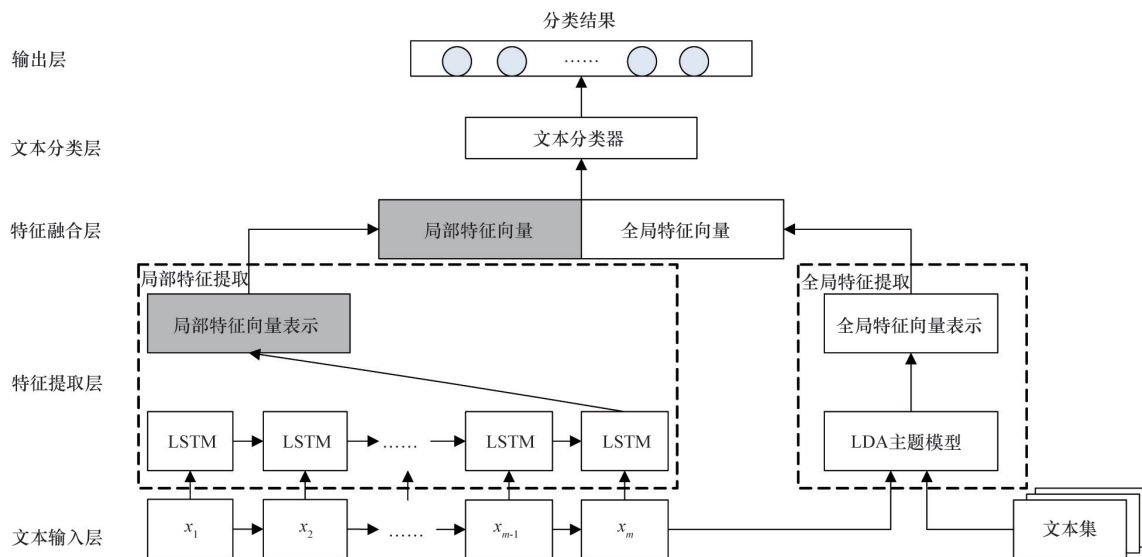 分类结果
输出层
……
文本分类层
文本分类器
特征融合层
局部特征向量
全局特征向量
局部特征提取
全局特征提取
局部特征向量表示
全局特征向量表示
特征提取层
LSTM
LSTM
……
LSTM
LSTM
LDA主题模型
文本输入层
x1
x2
……
xm-1
xm
文本集